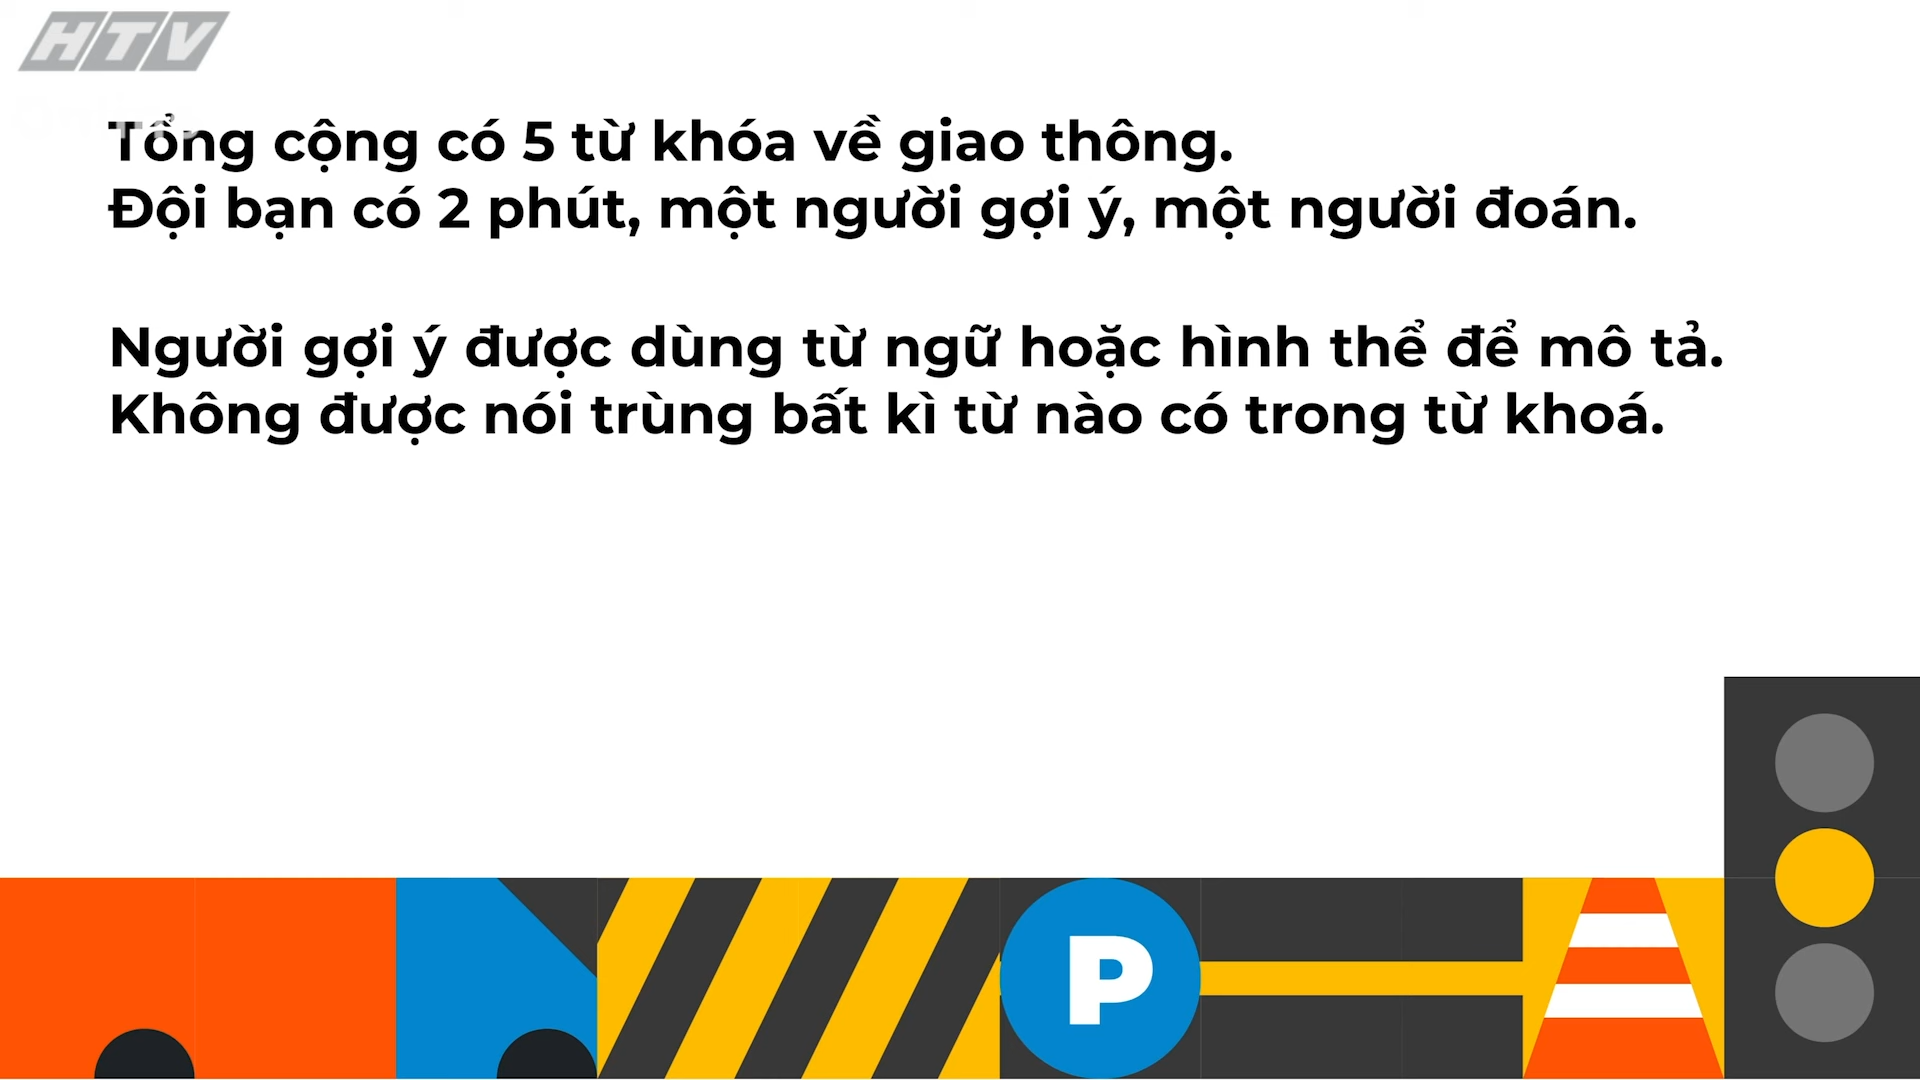 HTV
Tổng cộng có 5 từ khóa về giao thông.
Đội bạn có 2 phút, một người gợi ý, một người đoán.
Người gợi ý được dùng từ ngữ hoặc hình thể để mô tả.
Không được nói trùng bất kì từ nào có trong từ khoá.
P